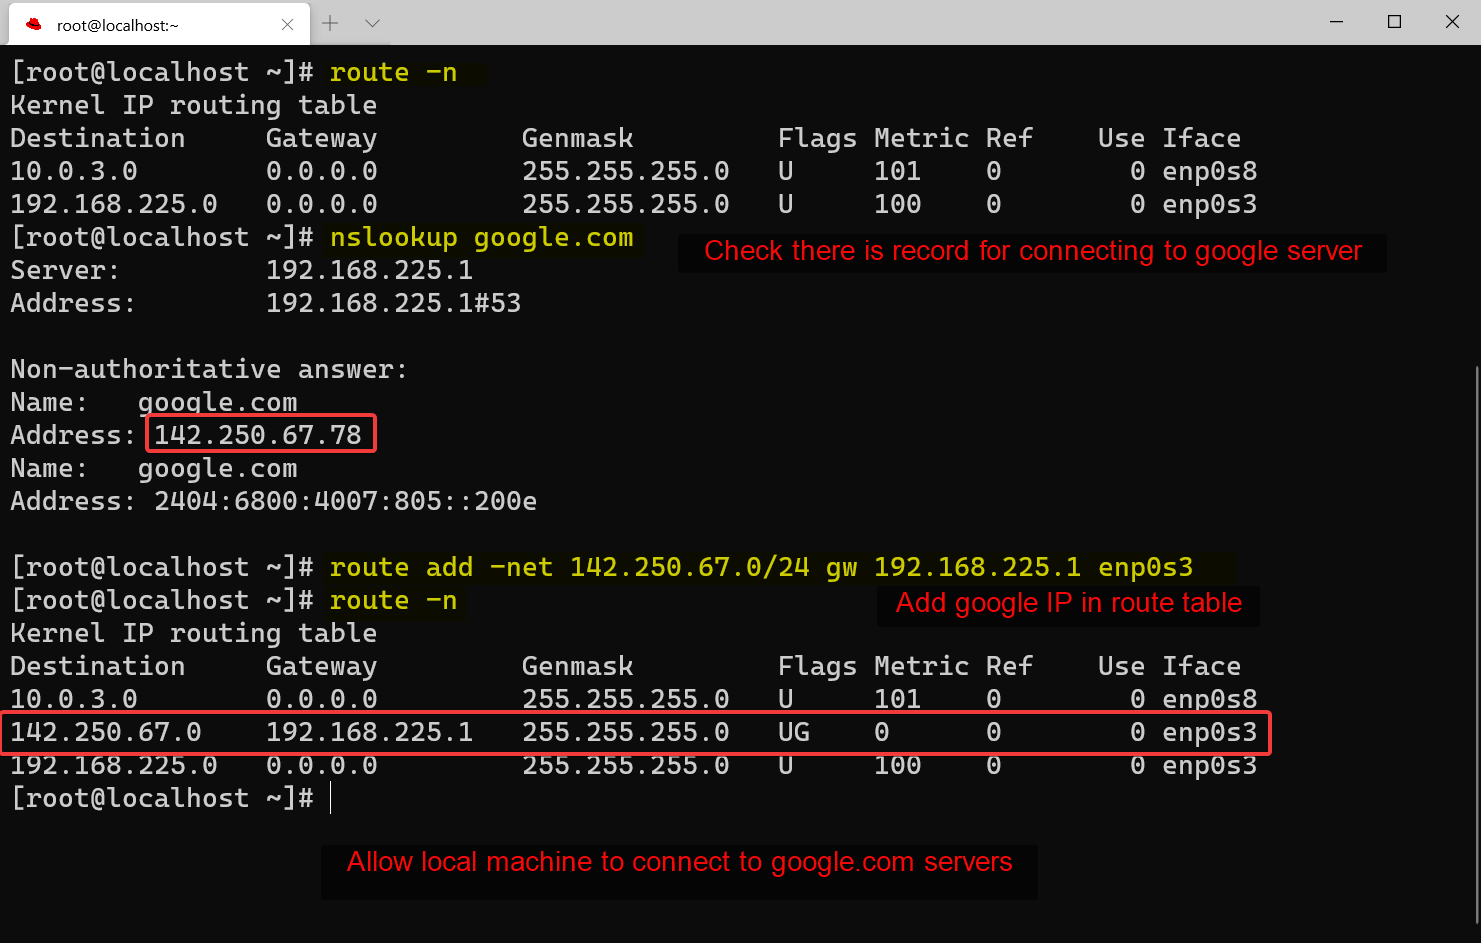 root@localhost:~
[root@localhost ~]# route -n
Kernel IP routing table
Destination     Gateway         Genmask         Flags Metric Ref    Use Iface
10.0.3.0        0.0.0.0         255.255.255.0   U     101    0        0 enp0s8
192.168.225.0   0.0.0.0         255.255.255.0   U     100    0        0 enp0s3
[root@localhost ~]# nslookup google.com
Check there is record for connecting to google server
Server:         192.168.225.1
Address:        192.168.225.1#53
Non-authoritative answer:
Name:   google.com
Address: 142.250.67.78
Name:   google.com
Address: 2404:6800:4007:805::200e
[root@localhost ~]# route add -net 142.250.67.0/24 gw 192.168.225.1 enp0s3
[root@localhost ~]# route -n
Add google IP in route table
Kernel IP routing table
Destination     Gateway         Genmask         Flags Metric Ref    Use Iface
10.0.3.0        0.0.0.0         255.255.255.0   U     101    0        0 enp0s8
142.250.67.0    192.168.225.1   255.255.255.0   UG    0      0        0 enp0s3
192.168.225.0   0.0.0.0         255.255.255.0   U     100    0        0 enp0s3
[root@localhost ~]#
Allow local machine to connect to google.com servers